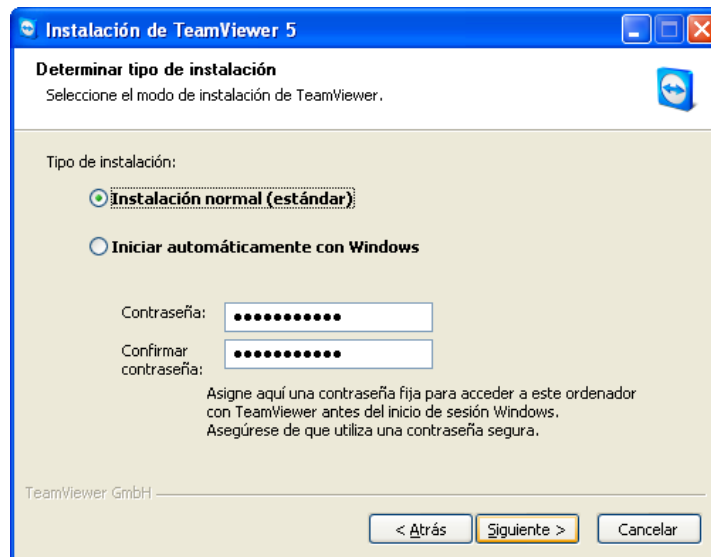 Instalación de TeamViewer 5
Determinar tipo de instalación
Seleccione el modo de instalación de TeamViewer.
Tipo de instalación:
Instalación normal (estándar)
Iniciar automáticamente con Windows
Contraseña: ●●●●●●●●●●●
Confirmar
contraseña: ●●●●●●●●●●●
Asigne aquí una contraseña fija para acceder a este ordenador
con TeamViewer antes del inicio de sesión Windows.
Asegúrese de que utiliza una contraseña segura.
TeamViewer GmbH
< Atrás Siguiente > Cancelar